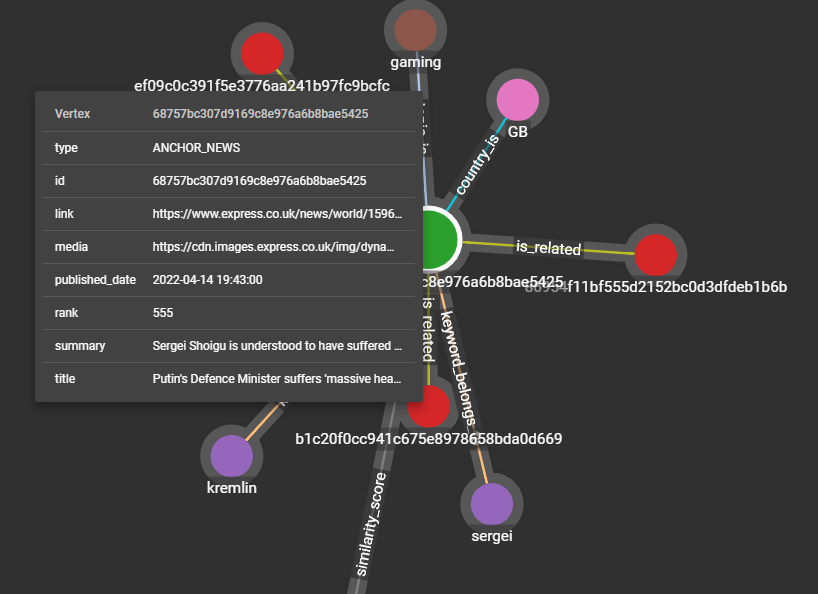 gaming
ef09c0c391f5e3776aa241b97fc9bcfc
GB
country_is
Vertex 68757bc307d9169c8e976a6b8bae5425
type ANCHOR_NEWS
id 68757bc307d9169c8e976a6b8bae5425
link https://www.express.co.uk/news/world/1596...
media https://cdn.images.express.co.uk/img/dyna...
published_date 2022-04-14 19:43:00
rank 555
summary Sergei Shoigu is understood to have suffered ...
title Putin's Defence Minister suffers 'massive hea...
is_related
c8e976a6b8bae5425
f11bf555d2152bc0d3dfdeb1b6b
is_related
keyword_belongs_
b1c20f0cc941c675e8978658bda0d669
kremlin
similarity_score
sergei